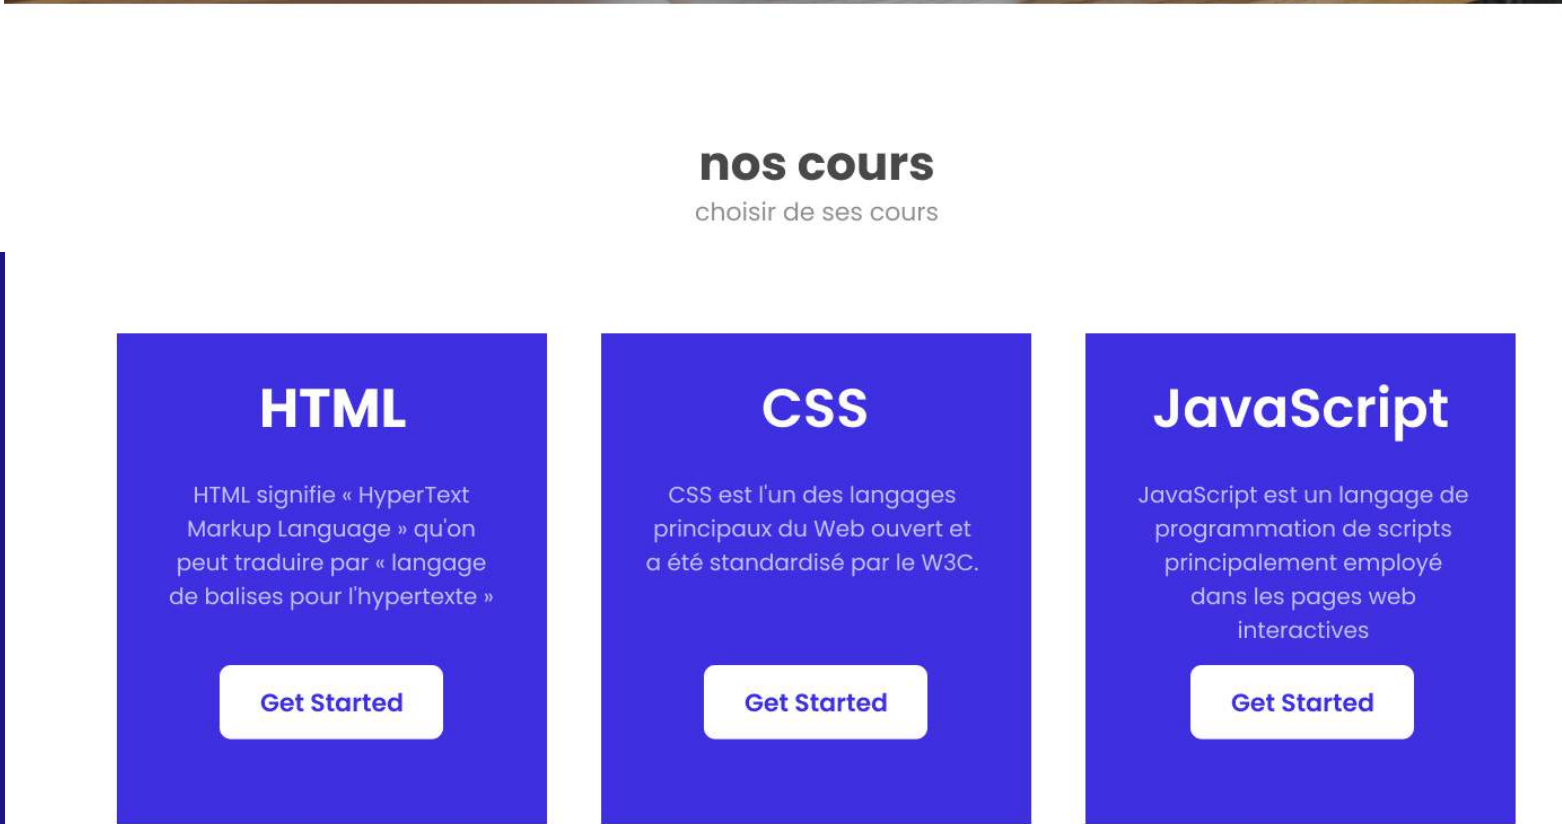 nos cours
choisir de ses cours
HTML
HTML signifie « HyperText
Markup Language » qu'on
peut traduire par « langage
de balises pour l'hypertexte »
Get Started
CSS
CSS est l'un des langages
principaux du Web ouvert et
a été standardisé par le W3C.
Get Started
JavaScript
JavaScript est un langage de
programmation de scripts
principalement employé
dans les pages web
interactives
Get Started